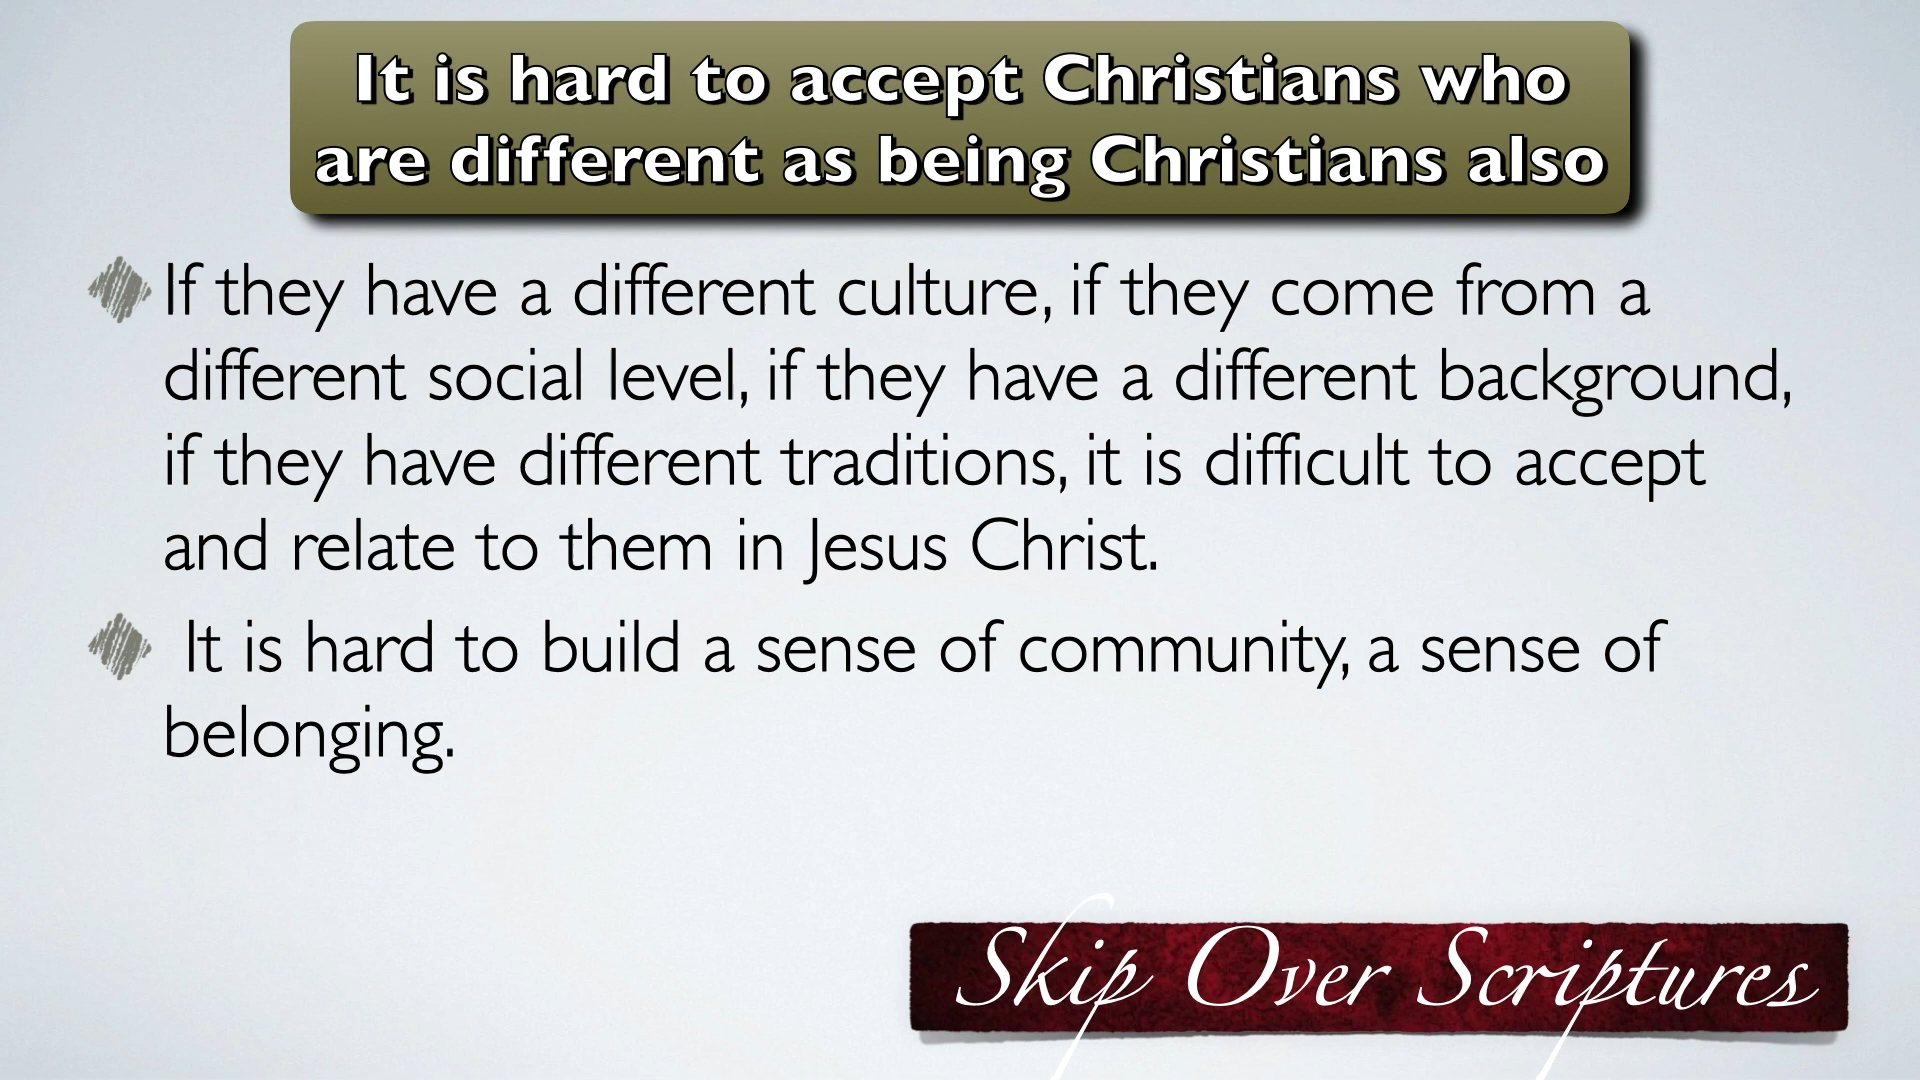 It is hard to accept Christians who
are different as being Christians also
If they have a different culture, if they come from a
different social level, if they have a different background,
if they have different traditions, it is difficult to accept
and relate to them in Jesus Christ.
It is hard to build a sense of community, a sense of
belonging.
Skip Over Scriptures